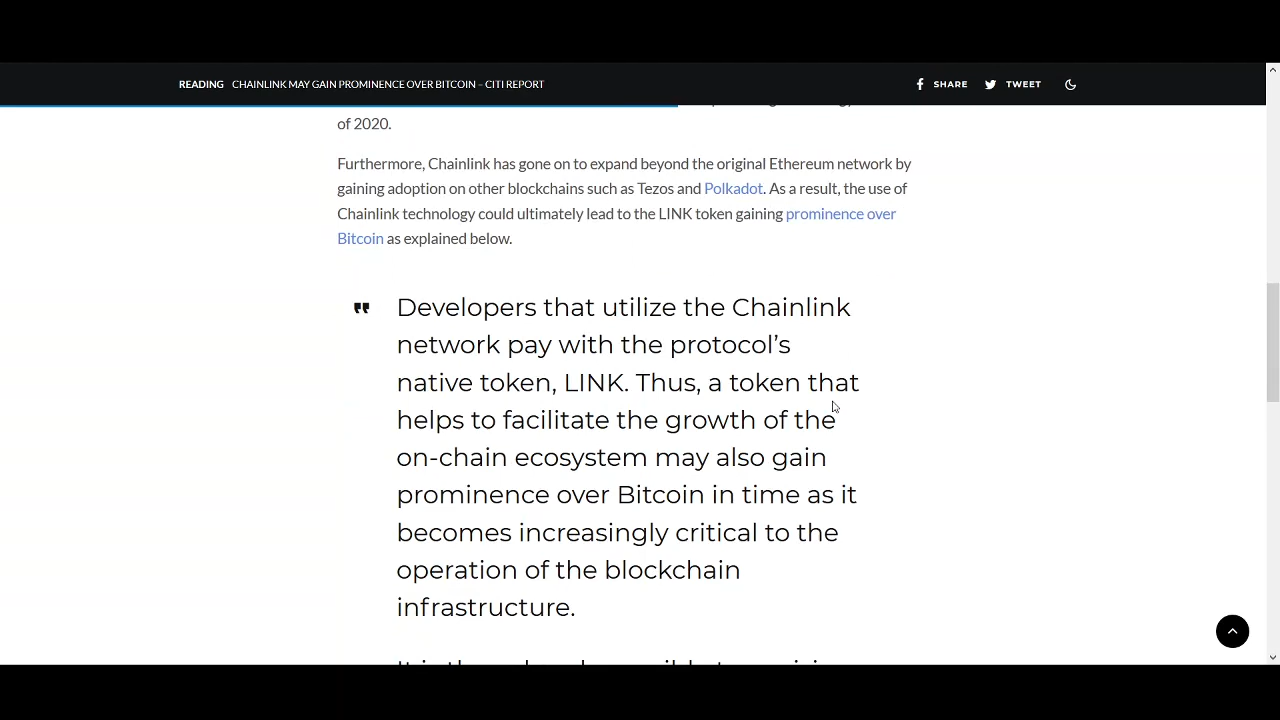 READING CHAINLINK MAY GAIN PROMINENCE OVER BITCOIN – CITI REPORT SHARE TWEET
of 2020.
Furthermore, Chainlink has gone on to expand beyond the original Ethereum network by
gaining adoption on other blockchains such as Tezos and Polkadot. As a result, the use of
Chainlink technology could ultimately lead to the LINK token gaining prominence over
Bitcoin as explained below.
" Developers that utilize the Chainlink
network pay with the protocol’s
native token, LINK. Thus, a token that
helps to facilitate the growth of the
on-chain ecosystem may also gain
prominence over Bitcoin in time as it
becomes increasingly critical to the
operation of the blockchain
infrastructure.